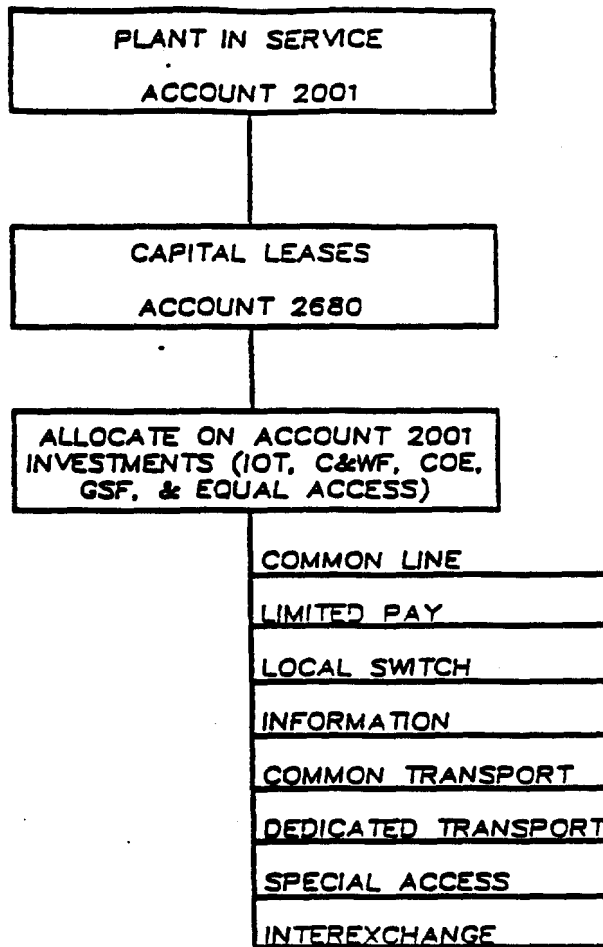 PLANT IN SERVICE
ACCOUNT 2001
CAPITAL LEASES
ACCOUNT 2680
ALLOCATE ON ACCOUNT 2001
INVESTMENTS (IOT, C&WF, COE,
GSF, & EQUAL ACCESS)
COMMON LINE
LIMITED PAY
LOCAL SWITCH
INFORMATION
COMMON TRANSPORT
DEDICATED TRANSPORT
SPECIAL ACCESS
INTEREXCHANGE